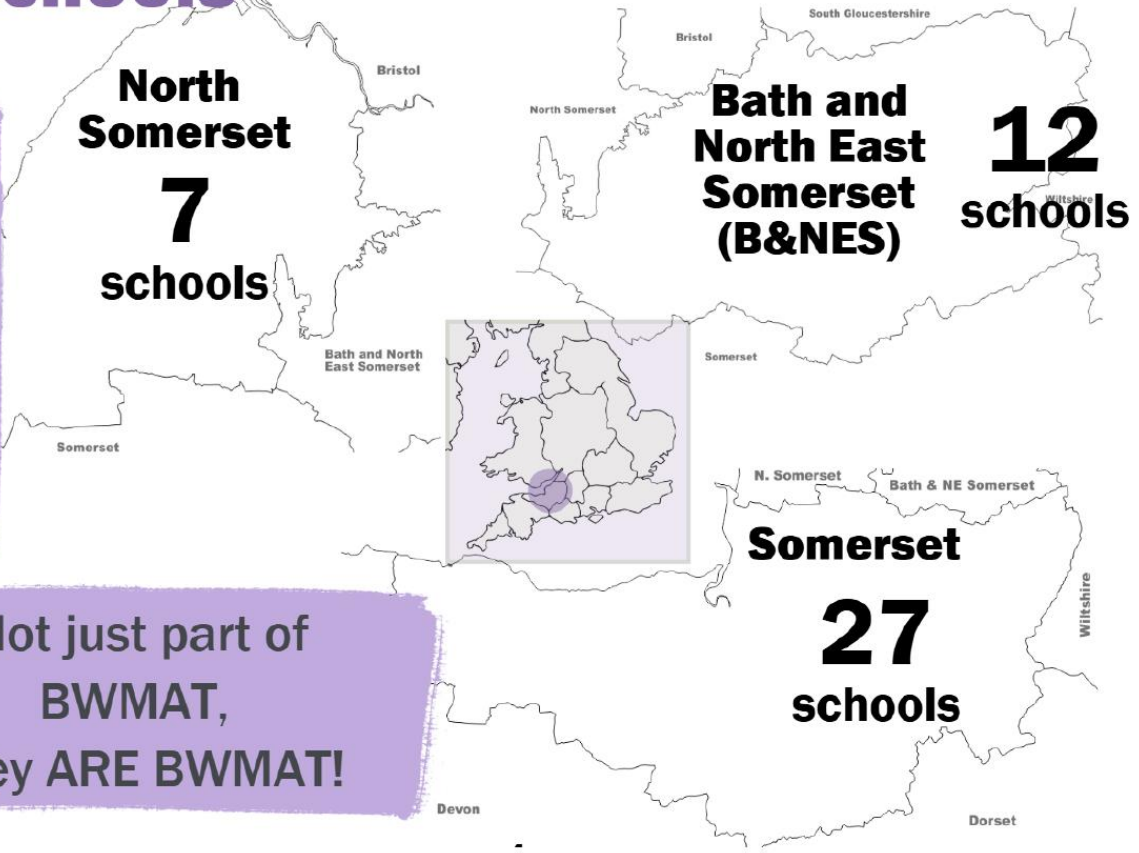 North
Somerset
7
schools
Bristol
Bath and North
East Somerset
Somerset
South Gloucestershire
Bristol
North Somerset
Bath and
North East
Somerset
(B&NES)
12
schools
Wiltshire
Somerset
N. Somerset
Bath & NE Somerset
Somerset
27
schools
Wiltshire
Devon
Dorset
just part of
BWMAT,
ARE BWMAT!